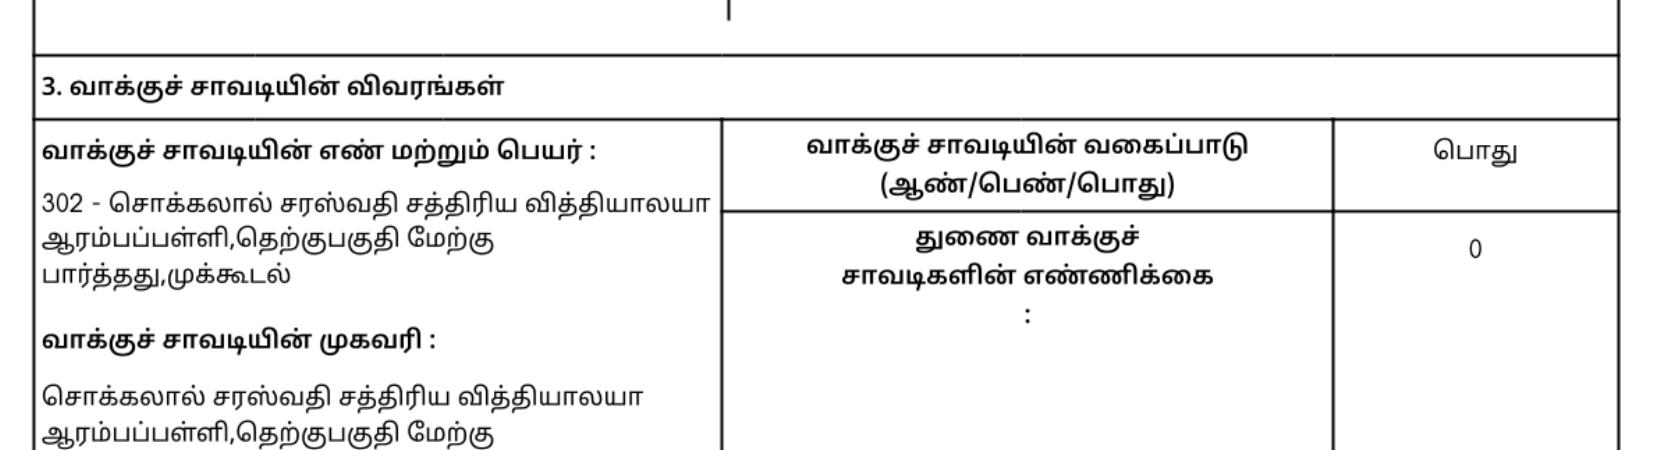 3. வாக்குச் சாவடியின் விவரங்கள்
வாக்குச் சாவடியின் எண் மற்றும் பெயர் :
302 - சொக்கலால் சரஸ்வதி சத்திரிய வித்தியாலயா
ஆரம்பப்பள்ளி,தெற்குபகுதி மேற்கு
பார்த்தது,முக்கூடல்
வாக்குச் சாவடியின் முகவரி :
சொக்கலால் சரஸ்வதி சத்திரிய வித்தியாலயா
ஆரம்பப்பள்ளி,தெற்குபகுதி மேற்கு
வாக்குச் சாவடியின் வகைப்பாடு
(ஆண்/பெண்/பொது)
பொது
துணை வாக்குச்
சாவடிகளின் எண்ணிக்கை
:
0